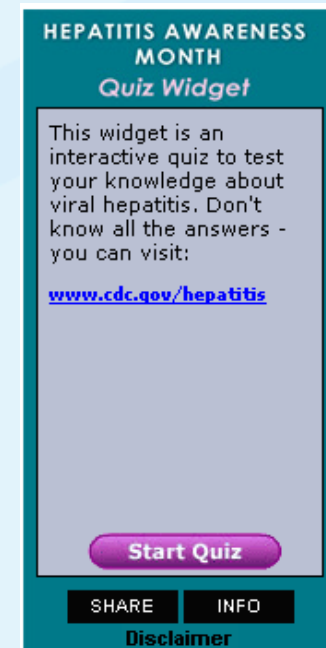 HEPATITIS AWARENESS
MONTH
Quiz Widget
This widget is an
interactive quiz to test
your knowledge about
viral hepatitis. Don't
know all the answers -
you can visit:
www.cdc.gov/hepatitis
Start Quiz
SHARE INFO
Disclaimer